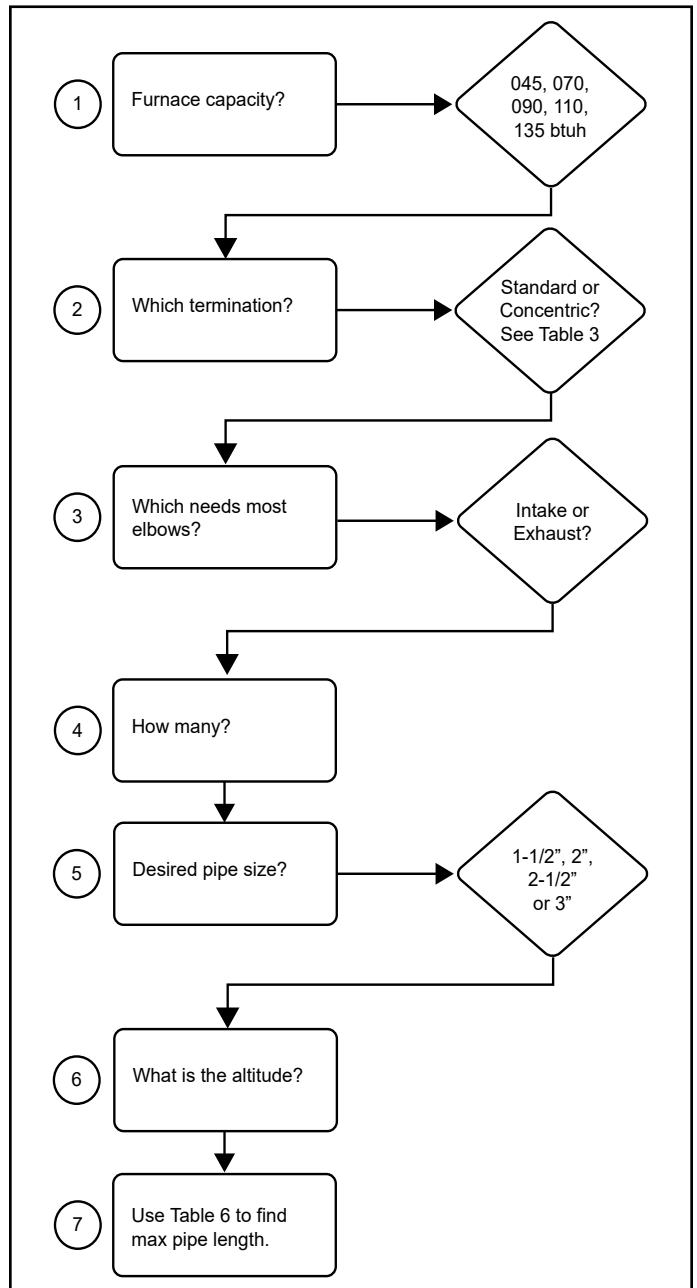 1
Furnace capacity?
045, 070,
090, 110,
135 btuh
2
Which termination?
Standard or
Concentric?
See Table 3
3
Which needs most
elbows?
Intake or
Exhaust?
4
How many?
5
Desired pipe size?
1-1/2”, 2”,
2-1/2”
or 3”
6
What is the altitude?
7
Use Table 6 to find
max pipe length.